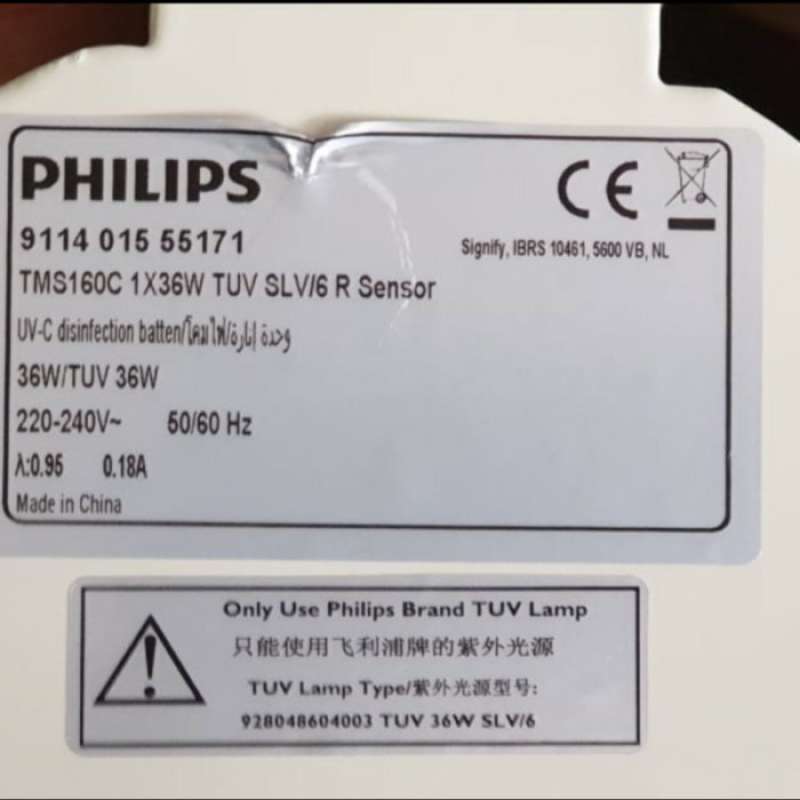 PHILIPS
9114 015 55171
CE
Signify, IBRS 10461, 5600 VB, NL
TMS160C 1X36W TUV SLV/6 R Sensor
UV-C disinfection batten/โคมไฟ/وحدة إنارة
36W/TUV 36W
220-240V~ 50/60 Hz
λ:0.95 0.18A
Made in China
Only Use Philips Brand TUV Lamp
只能使用飞利浦牌的紫外光源
TUV Lamp Type/紫外光源型号:
928048604003 TUV 36W SLV/6